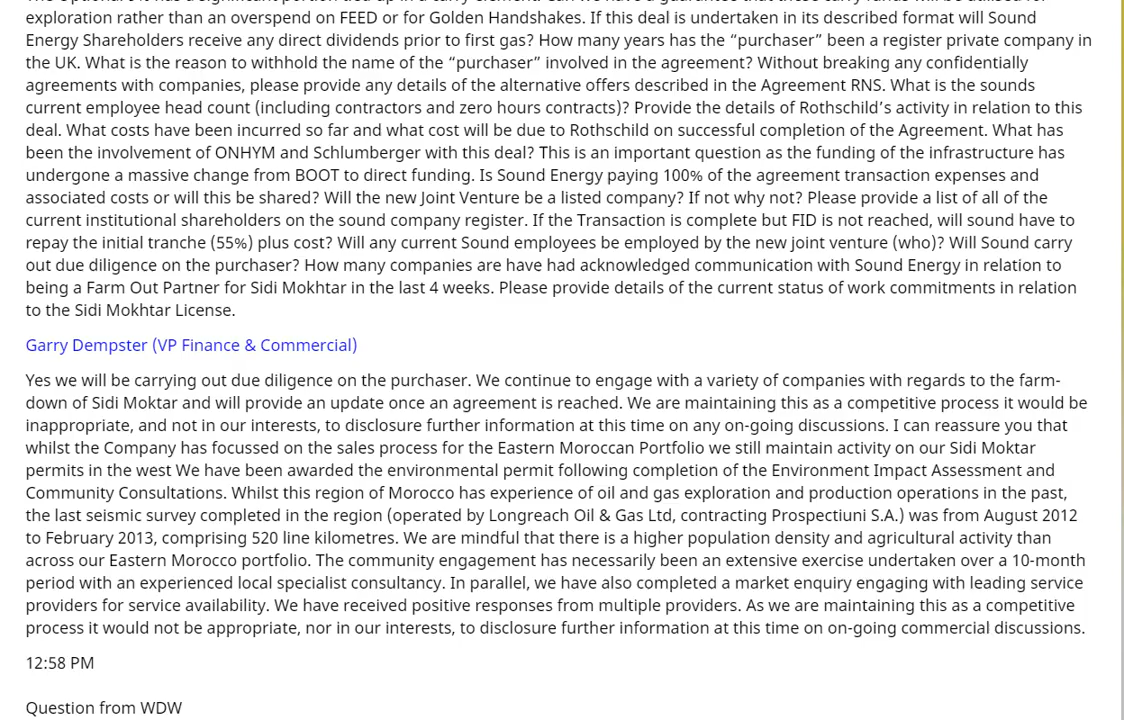 exploration rather than an overspend on FEED or for Golden Handshakes. If this deal is undertaken in its described format will Sound
Energy Shareholders receive any direct dividends prior to first gas? How many years has the “purchaser” been a register private company in
the UK. What is the reason to withhold the name of the “purchaser” involved in the agreement? Without breaking any confidentially
agreements with companies, please provide any details of the alternative offers described in the Agreement RNS. What is the sounds
current employee head count (including contractors and zero hours contracts)? Provide the details of Rothschild’s activity in relation to this
deal. What costs have been incurred so far and what cost will be due to Rothschild on successful completion of the Agreement. What has
been the involvement of ONHYM and Schlumberger with this deal? This is an important question as the funding of the infrastructure has
undergone a massive change from BOOT to direct funding. Is Sound Energy paying 100% of the agreement transaction expenses and
associated costs or will this be shared? Will the new Joint Venture be a listed company? If not why not? Please provide a list of all of the
current institutional shareholders on the sound company register. If the Transaction is complete but FID is not reached, will sound have to
repay the initial tranche (55%) plus cost? Will any current Sound employees be employed by the new joint venture (who)? Will Sound carry
out due diligence on the purchaser? How many companies are have had acknowledged communication with Sound Energy in relation to
being a Farm Out Partner for Sidi Mokhtar in the last 4 weeks. Please provide details of the current status of work commitments in relation
to the Sidi Mokhtar License.
Garry Dempster (VP Finance & Commercial)
Yes we will be carrying out due diligence on the purchaser. We continue to engage with a variety of companies with regards to the farm-
down of Sidi Moktar and will provide an update once an agreement is reached. We are maintaining this as a competitive process it would be
inappropriate, and not in our interests, to disclose further information at this time on any on-going discussions. I can reassure you that
whilst the Company has focussed on the sales process for the Eastern Moroccan Portfolio we still maintain activity on our Sidi Moktar
permits in the west We have been awarded the environmental permit following completion of the Environment Impact Assessment and
Community Consultations. Whilst this region of Morocco has experience of oil and gas exploration and production operations in the past,
the last seismic survey completed in the region (operated by Longreach Oil & Gas Ltd, contracting Prospectiuni S.A.) was from August 2012
to February 2013, comprising 520 line kilometres. We are mindful that there is a higher population density and agricultural activity than
across our Eastern Morocco portfolio. The community engagement has necessarily been an extensive exercise undertaken over a 10-month
period with an experienced local specialist consultancy. In parallel, we have also completed a market enquiry engaging with leading service
providers for service availability. We have received positive responses from multiple providers. As we are maintaining this as a competitive
process it would not be appropriate, nor in our interests, to disclose further information at this time on on-going commercial discussions.
12:58 PM
Question from WDW